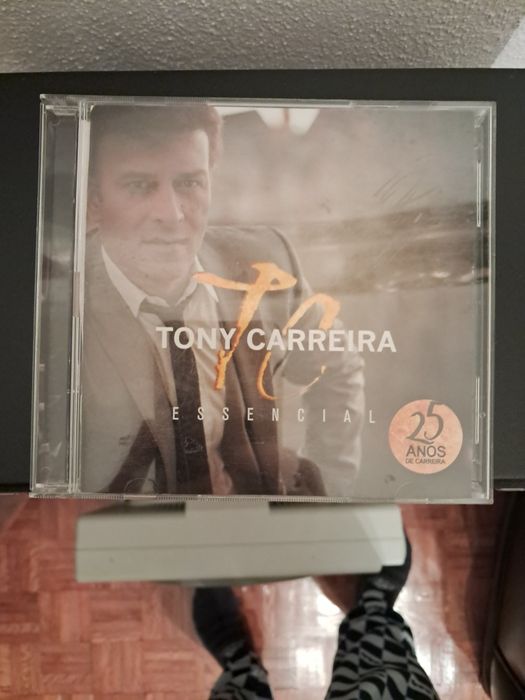 TC
TONY CARREIRA
ESSENCIAL
25
ANOS
DE CARREIRA